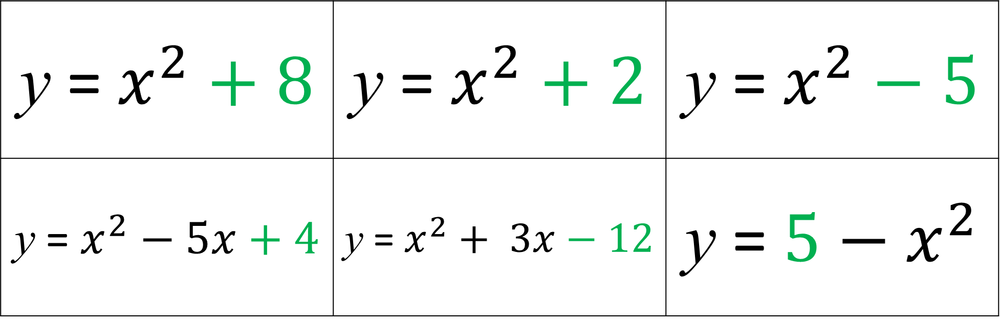 y = x² + 8
y = x² + 2
y = x² − 5
y = x² − 5x + 4
y = x² + 3x − 12
y = 5 − x²